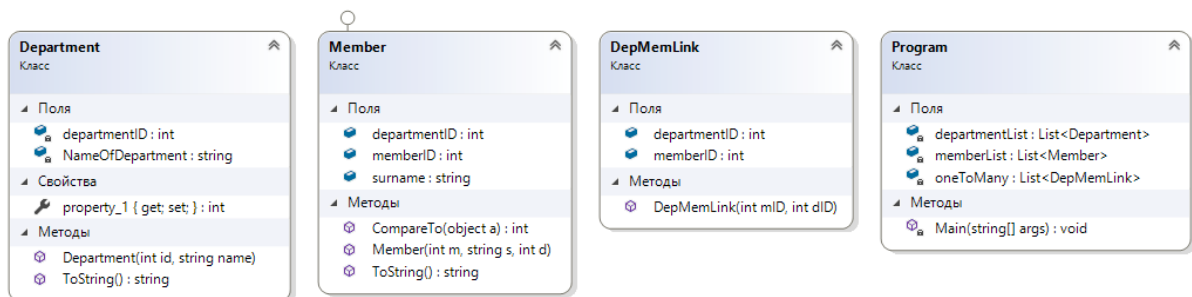 Department
Класс
Поля
departmentID : int
NameOfDepartment : string
Свойства
property_1 { get; set; } : int
Методы
Department(int id, string name)
ToString() : string
Member
Класс
Поля
departmentID : int
memberID : int
surname : string
Методы
CompareTo(object a) : int
Member(int m, string s, int d)
ToString() : string
DepMemLink
Класс
Поля
departmentID : int
memberID : int
Методы
DepMemLink(int mID, int dID)
Program
Класс
Поля
departmentList : List<Department>
memberList : List<Member>
oneToMany : List<DepMemLink>
Методы
Main(string[] args) : void